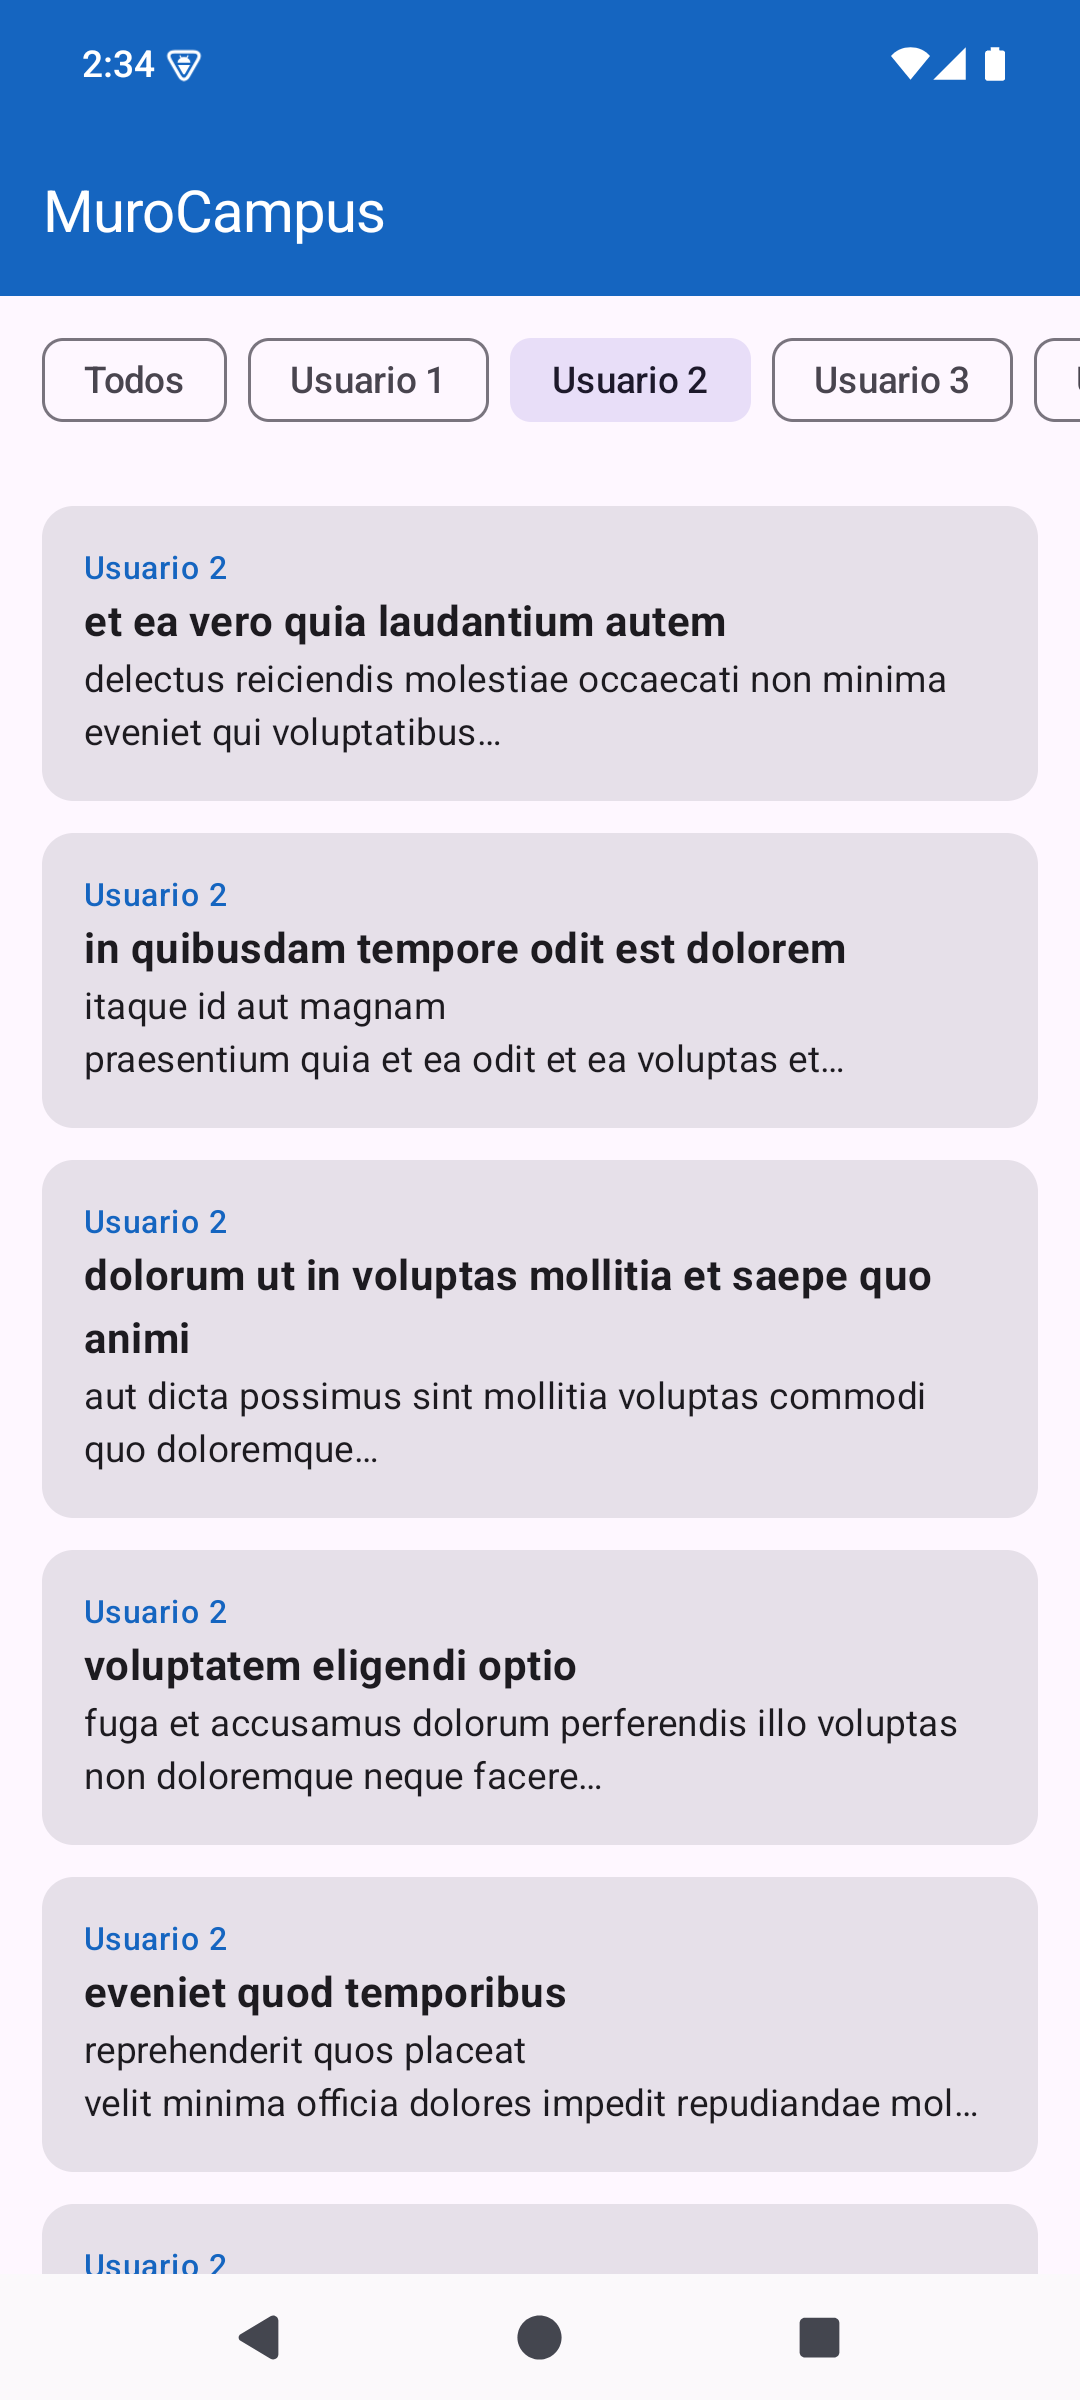 2:34
MuroCampus
Todos
Usuario 1
Usuario 2
Usuario 3
Usuario 2
et ea vero quia laudantium autem
delectus reiciendis molestiae occaecati non minima
eveniet qui voluptatibus…
Usuario 2
in quibusdam tempore odit est dolorem
itaque id aut magnam
praesentium quia et ea odit et ea voluptas et…
Usuario 2
dolorum ut in voluptas mollitia et saepe quo
animi
aut dicta possimus sint mollitia voluptas commodi
quo doloremque…
Usuario 2
voluptatem eligendi optio
fuga et accusamus dolorum perferendis illo voluptas
non doloremque neque facere…
Usuario 2
eveniet quod temporibus
reprehenderit quos placeat
velit minima officia dolores impedit repudiandae mol…
Usuario 2